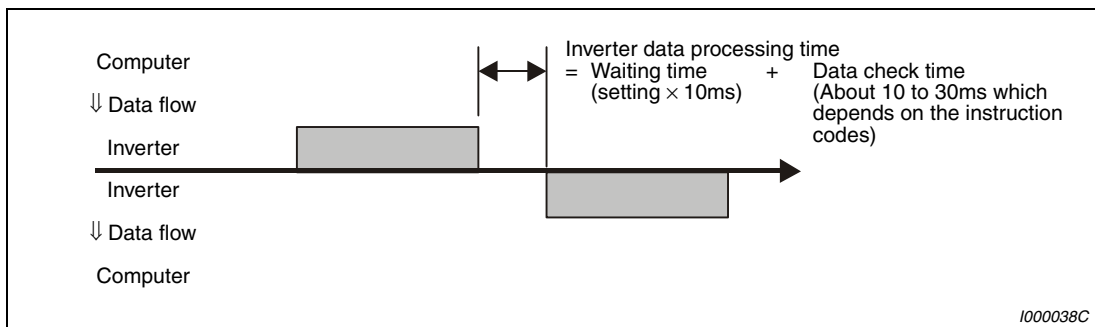 Computer
⇓ Data flow
Inverter
Inverter
⇓ Data flow
Computer
Inverter data processing time
= Waiting time + Data check time
(setting × 10ms) (About 10 to 30ms which
depends on the instruction
codes)
I000038C